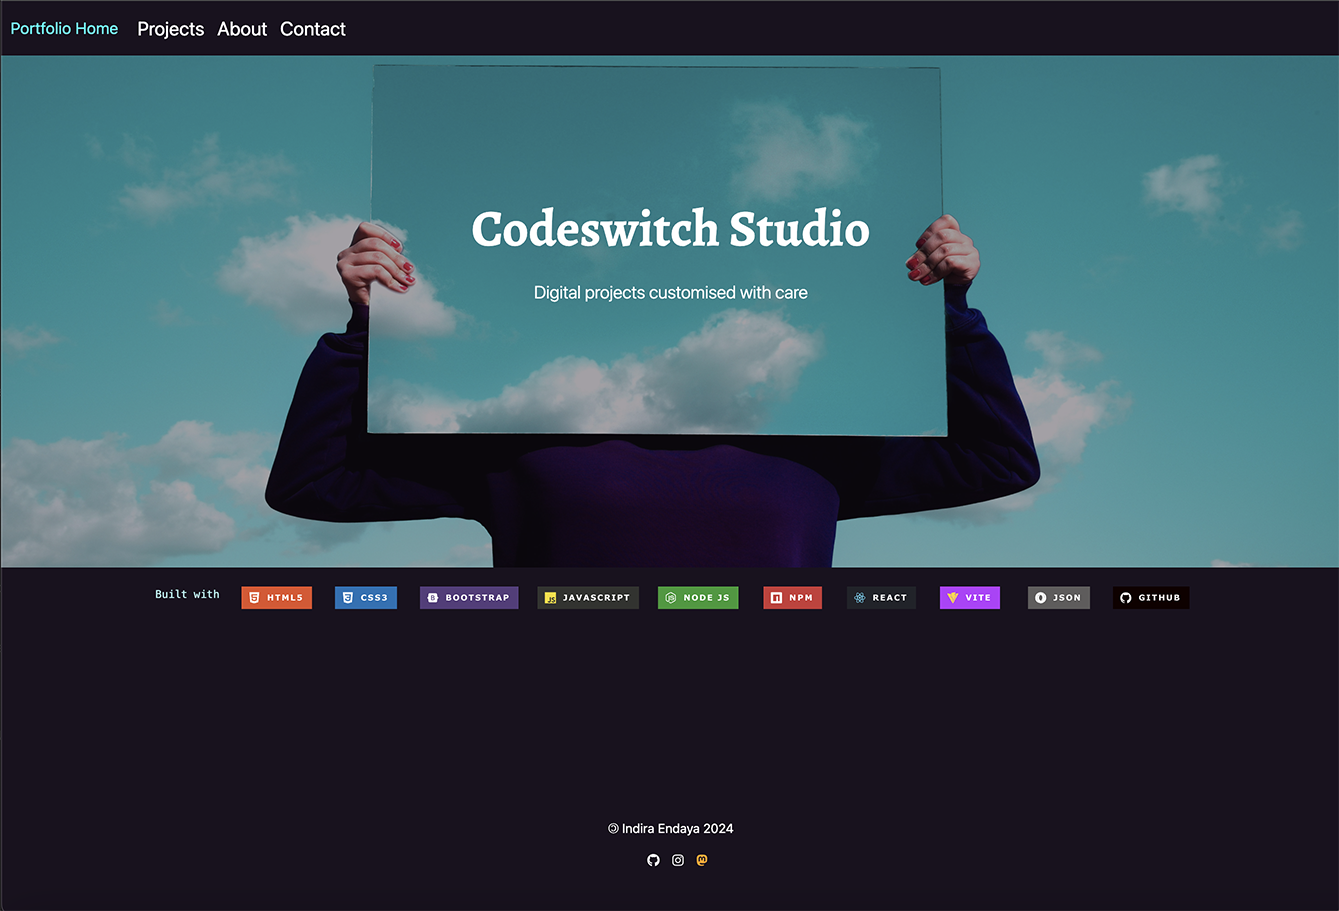 Portfolio Home Projects About Contact
Codeswitch Studio
Digital projects customised with care
Built with HTML5 CSS3 BOOTSTRAP JAVASCRIPT NODE JS NPM REACT VITE JSON GITHUB
🄯 Indira Endaya 2024